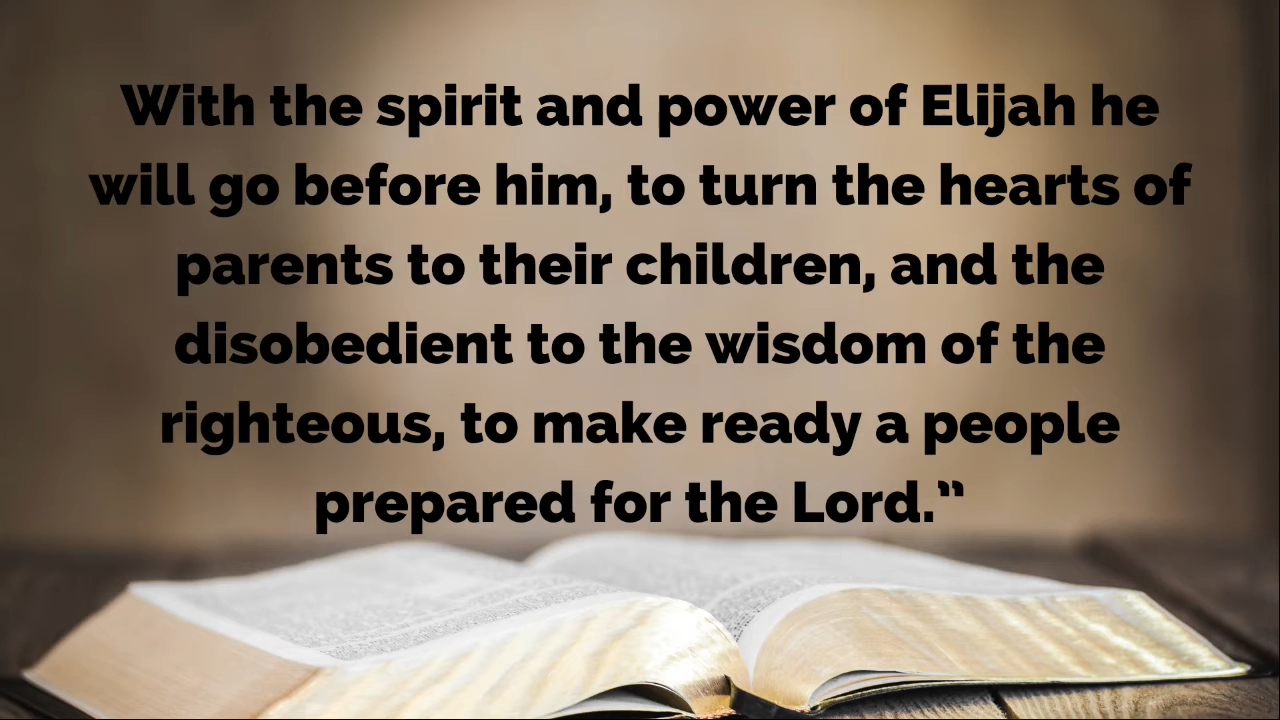 With the spirit and power of Elijah he
will go before him, to turn the hearts of
parents to their children, and the
disobedient to the wisdom of the
righteous, to make ready a people
prepared for the Lord.”